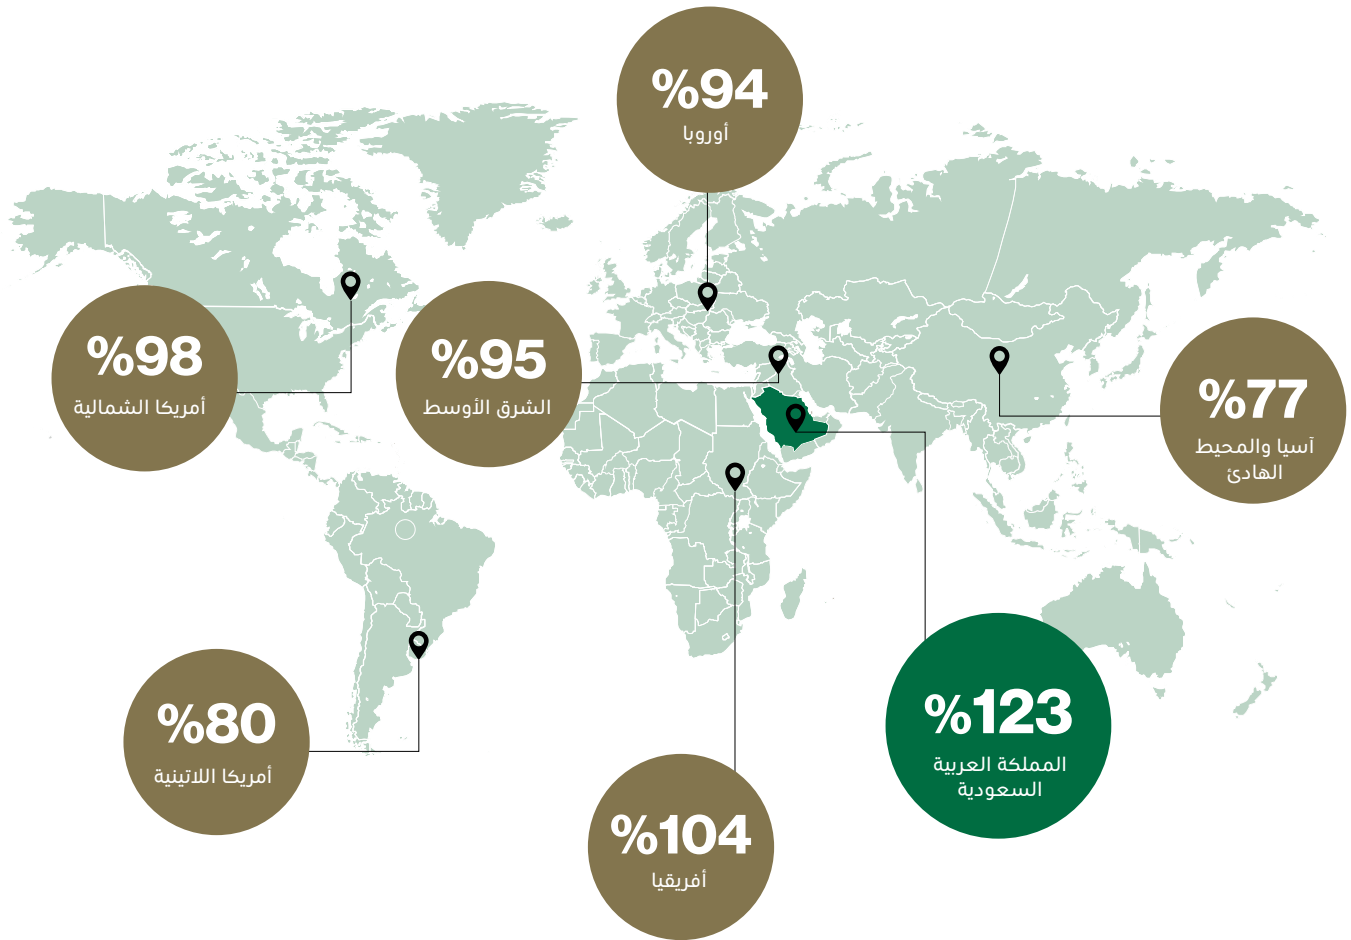 %94
أوروبا
%98
أمريكا الشمالية
%95
الشرق الأوسط
%77
آسيا والمحيط
الهادئ
%80
أمريكا اللاتينية
%123
المملكة العربية
السعودية
%104
أفريقيا